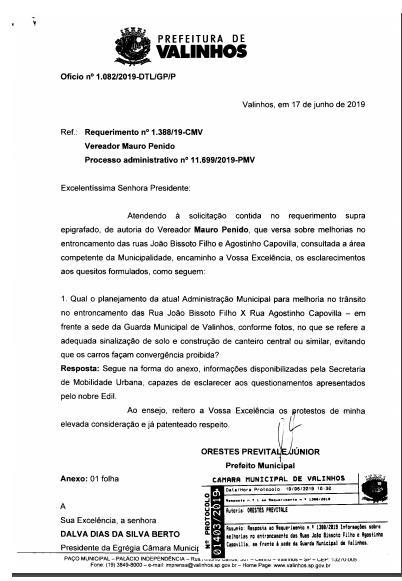 PREFEITURA DE
VALINHOS
Ofício nº 1.082/2019-DTL/GP/P
Valinhos, em 17 de junho de 2019
Ref.: Requerimento nº 1.388/19-CMV
Vereador Mauro Penido
Processo administrativo nº 11.699/2019-PMV
Excelentíssima Senhora Presidente:
Atendendo à solicitação contida no requerimento supra
epigrafado, de autoria do Vereador Mauro Penido, que versa sobre melhorias no
entroncamento das ruas João Bissoto Filho e Agostinho Capovilla, consultada a área
competente da Municipalidade, encaminho a Vossa Excelência, os esclarecimentos
aos quesitos formulados, como seguem:
1. Qual o planejamento da atual Administração Municipal para melhoria no trânsito
no entroncamento das Rua João Bissoto Filho X Rua Agostinho Capovilla – em
frente a sede da Guarda Municipal de Valinhos, conforme fotos, no que se refere a
adequada sinalização de solo e construção de canteiro central ou similar, evitando
que os carros façam convergência proibida?
Resposta: Segue na forma do anexo, informações disponibilizadas pela Secretaria
de Mobilidade Urbana, capazes de esclarecer aos questionamentos apresentados
pelo nobre Edil.
Ao ensejo, reitero a Vossa Excelência os protestos de minha
elevada consideração e já patenteado respeito.
ORESTES PREVITALE JÚNIOR
Prefeito Municipal
Anexo: 01 folha
Nº PROTOCOLO
01403/2019
CÂMARA MUNICIPAL DE VALINHOS
Data/Hora Protocolo: 19/06/2019 10:32
Resposta n.º 1 ao Requerimento n.º 1388/2019
Autoria: ORESTES PREVITALE
Assunto: Resposta ao Requerimento n.º 1388/2019 Informações sobre
melhorias no entroncamento das Ruas João Bissoto Filho e Agostinho
Capovilla, em frente à sede da Guarda Municipal de Valinhos.
A
Sua Excelência, a senhora
DALVA DIAS DA SILVA BERTO
Presidente da Egrégia Câmara Municip
PAÇO MUNICIPAL – PALÁCIO INDEPENDÊNCIA – Rua – VALINHOS – SP – CEP: 13270-005
Fone: (19) 3849-8000 – e-mail: imprensa@valinhos.sp.gov.br – Home Page: www.valinhos.sp.gov.br